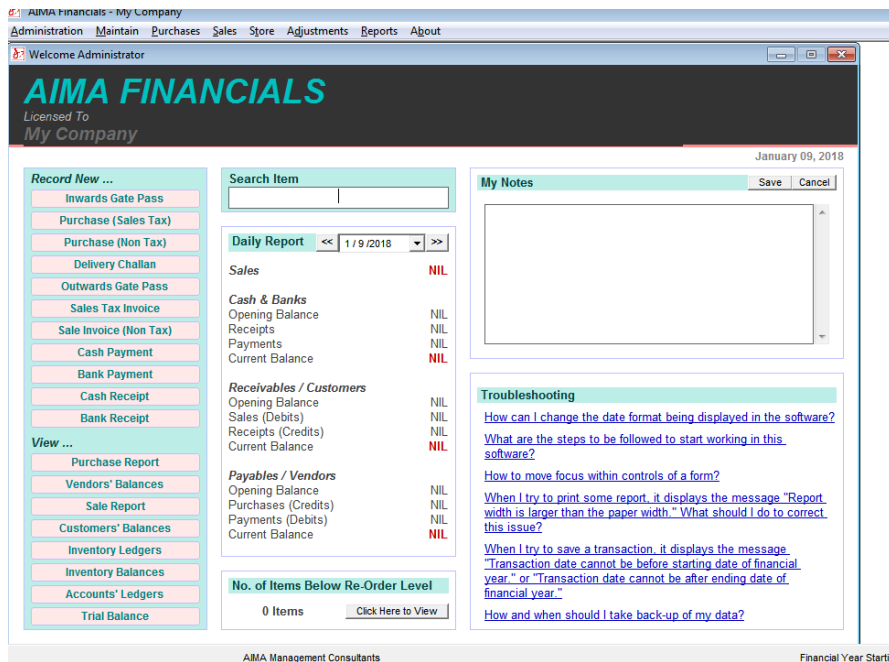 AIMA Financials - My Company
Administration Maintain Purchases Sales Store Adjustments Reports About
Welcome Administrator
AIMA FINANCIALS
Licensed To
My Company
January 09, 2018
Record New ...
Inwards Gate Pass
Purchase (Sales Tax)
Purchase (Non Tax)
Delivery Challan
Outwards Gate Pass
Sales Tax Invoice
Sale Invoice (Non Tax)
Cash Payment
Bank Payment
Cash Receipt
Bank Receipt
View ...
Purchase Report
Vendors' Balances
Sale Report
Customers' Balances
Inventory Ledgers
Inventory Balances
Accounts' Ledgers
Trial Balance
Search Item
Daily Report << 1 / 9 /2018 >>
Sales NIL
Cash & Banks
Opening Balance NIL
Receipts NIL
Payments NIL
Current Balance NIL
Receivables / Customers
Opening Balance NIL
Sales (Debits) NIL
Receipts (Credits) NIL
Current Balance NIL
Payables / Vendors
Opening Balance NIL
Purchases (Credits) NIL
Payments (Debits) NIL
Current Balance NIL
No. of Items Below Re-Order Level
0 Items Click Here to View
My Notes Save Cancel
Troubleshooting
How can I change the date format being displayed in the software?
What are the steps to be followed to start working in this
software?
How to move focus within controls of a form?
When I try to print some report, it displays the message "Report
width is larger than the paper width." What should I do to correct
this issue?
When I try to save a transaction, it displays the message
"Transaction date cannot be before starting date of financial
year." or "Transaction date cannot be after ending date of
financial year."
How and when should I take back-up of my data?
AIMA Management Consultants Financial Year Starti